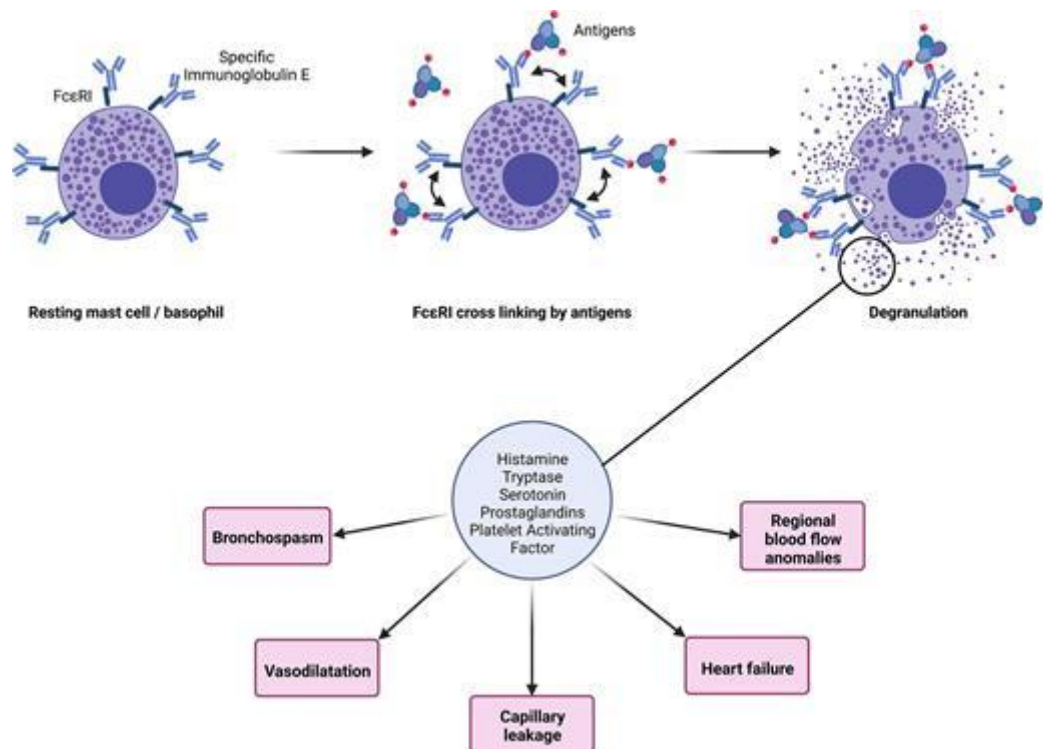 Specific
Immunoglobulin E
FcεRI
Antigens
Resting mast cell / basophil
FcεRI cross linking by antigens
Degranulation
Histamine
Tryptase
Serotonin
Prostaglandins
Platelet Activating
Factor
Bronchospasm
Regional
blood flow
anomalies
Vasodilatation
Heart failure
Capillary
leakage